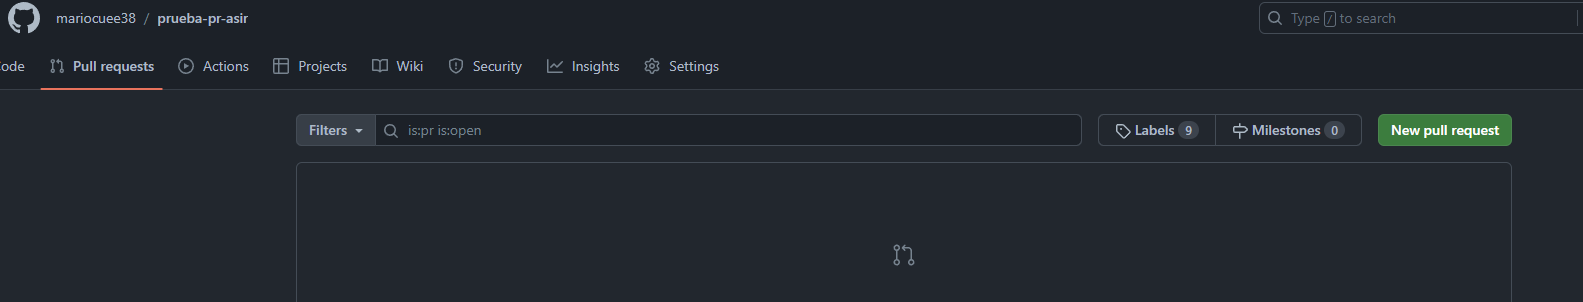 mariocuee38 / prueba-pr-asir
Type / to search
ode Pull requests Actions Projects Wiki Security Insights Settings
Filters is:pr is:open Labels 9 Milestones 0 New pull request